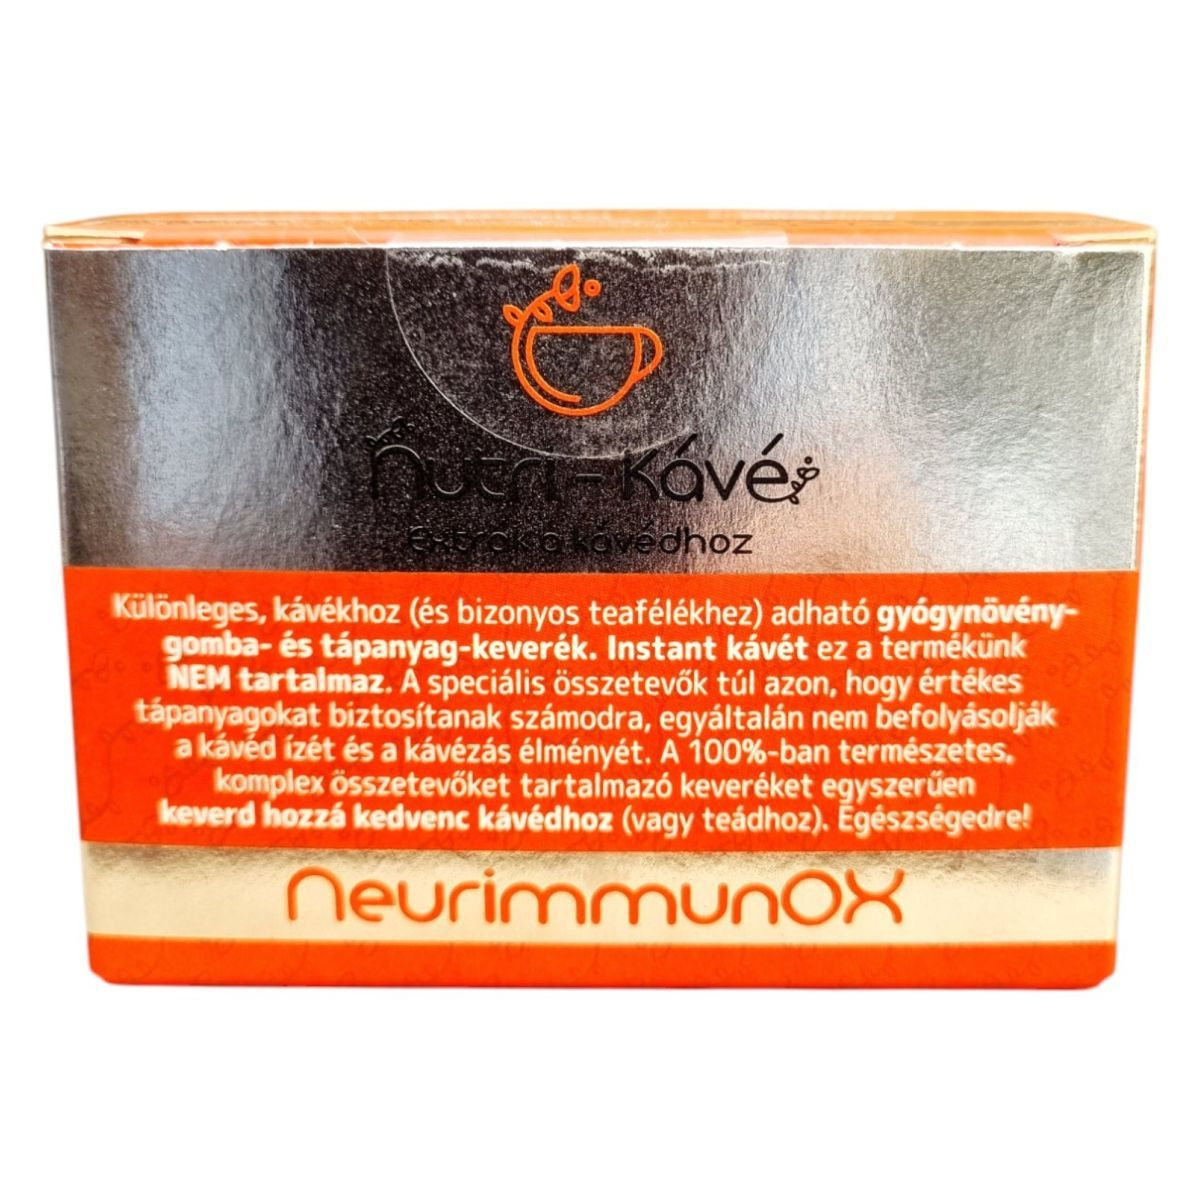 Nutri-Kávé
Extrák a kávédhoz
Különleges, kávékhoz (és bizonyos teafélékhez) adható gyógynövény-
gomba- és tápanyag-keverék. Instant kávét ez a termékünk
NEM tartalmaz. A speciális összetevők túl azon, hogy értékes
tápanyagokat biztosítanak számodra, egyáltalán nem befolyásolják
a kávéd ízét és a kávézás élményét. A 100%-ban természetes,
komplex összetevőket tartalmazó keveréket egyszerűen
keverd hozzá kedvenc kávédhoz (vagy teádhoz). Egészségedre!
NeurimmunOX